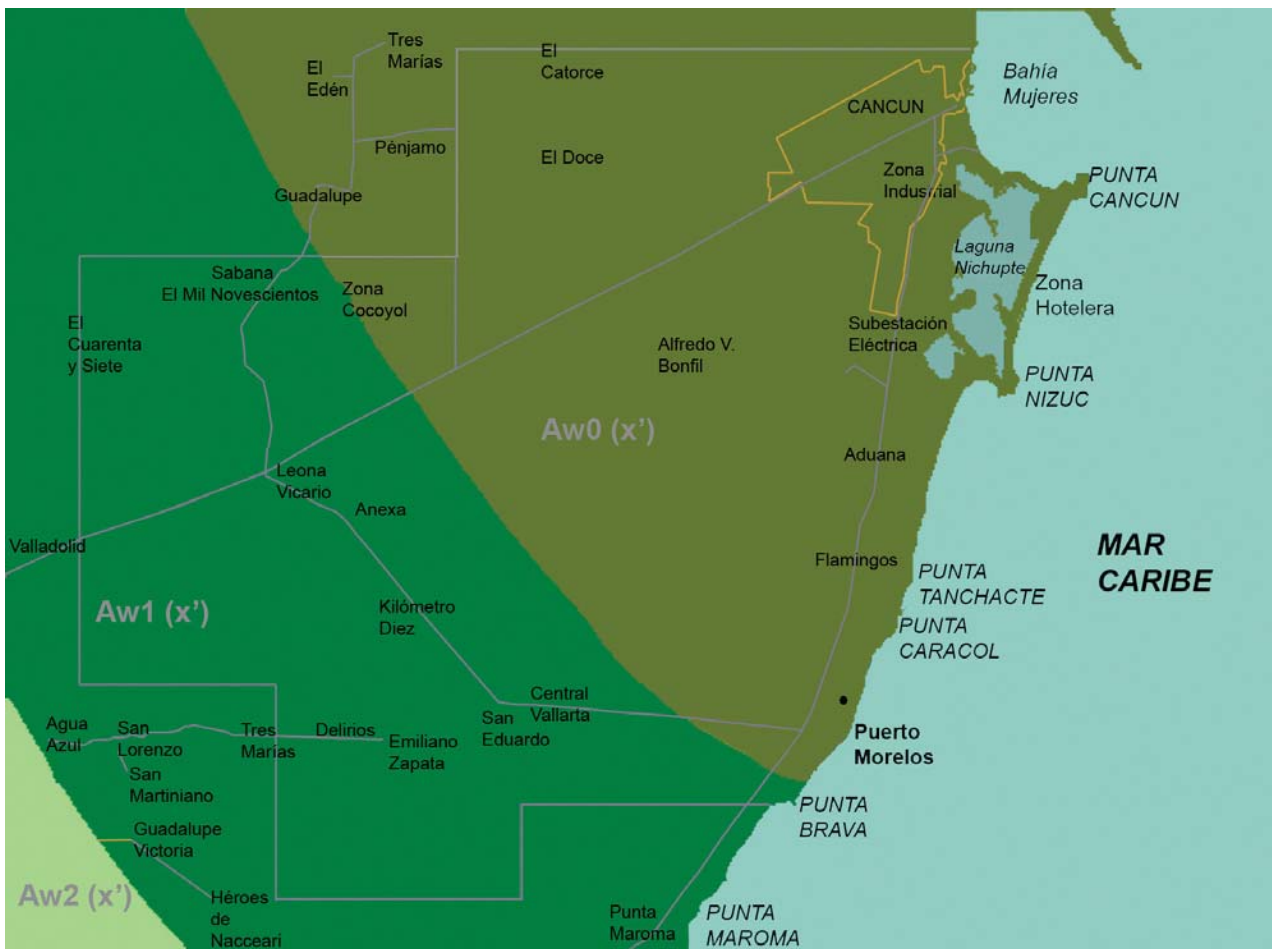 Tres
Marías
El
Catorce
El
Edén
Bahía
Mujeres
CANCUN
Pénjamo
El Doce
Zona
Industrial
PUNTA
CANCUN
Guadalupe
Laguna
Nichupte
Sabana
El Mil Novescientos
Zona
Cocoyol
Zona
Hotelera
El
Cuarenta
y Siete
Alfredo V.
Bonfil
Subestación
Eléctrica
PUNTA
NIZUC
Aw0 (x’)
Aduana
Leona
Vicario
Anexa
Valladolid
MAR
CARIBE
Flamingos
PUNTA
TANCHACTE
Aw1 (x’)
Kilómetro
Diez
PUNTA
CARACOL
Central
Vallarta
San
Eduardo
Agua
Azul
San
Lorenzo
Tres
Marías
Delirios
Emiliano
Zapata
Puerto
Morelos
San
Martiniano
PUNTA
BRAVA
Guadalupe
Victoria
Aw2 (x’)
Héroes
de
Nacceari
Punta
Maroma
PUNTA
MAROMA